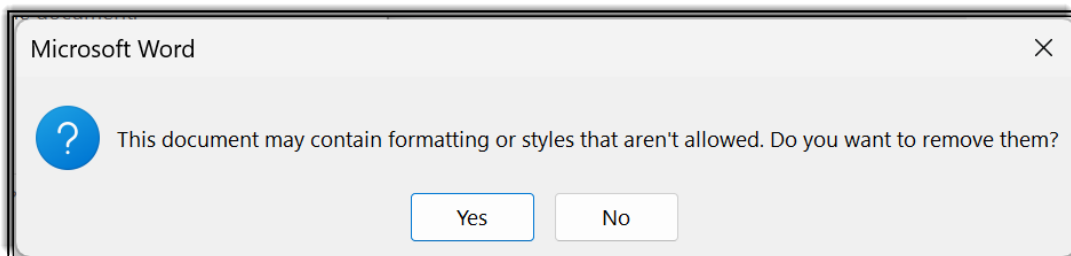 Microsoft Word
?
This document may contain formatting or styles that aren't allowed. Do you want to remove them?
Yes
No